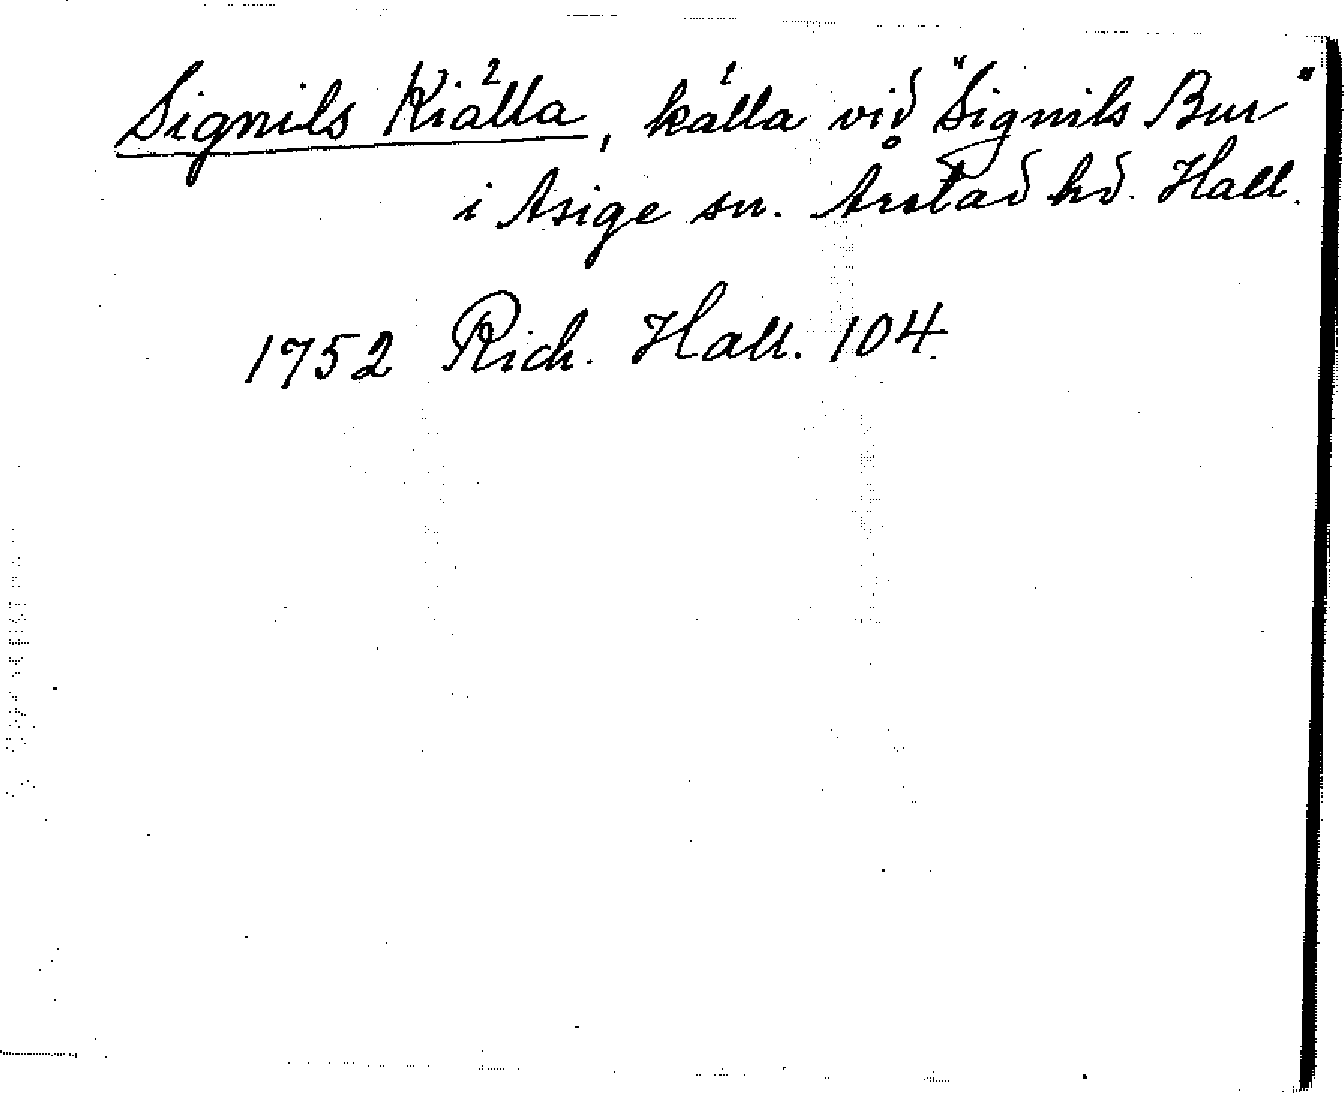 Signils Kiälla, källa vid "Signils Bur"
i Asige sn. Årstad hd. Hall.
1752 Rich. Hall. 104.